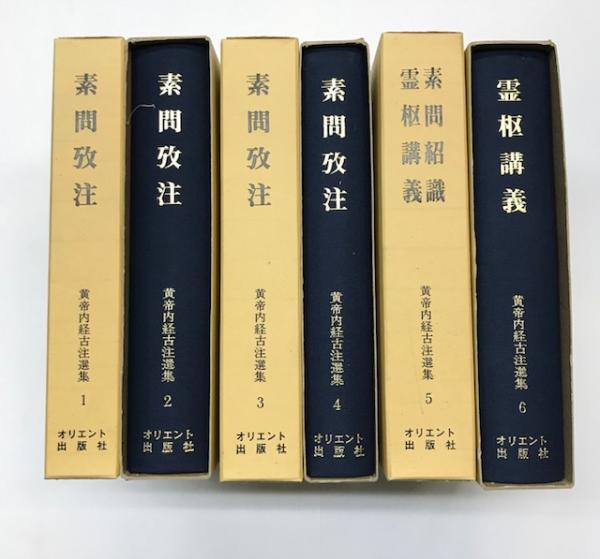 素問攷注
黄帝内経古注選集
1
オリエント
出版社
素問攷注
黄帝内経古注選集
2
オリエント
出版社
素問攷注
黄帝内経古注選集
3
オリエント
出版社
素問攷注
黄帝内経古注選集
4
オリエント
出版社
素問紹識
霊枢講義
黄帝内経古注選集
5
オリエント
出版社
霊枢講義
黄帝内経古注選集
6
オリエント
出版社